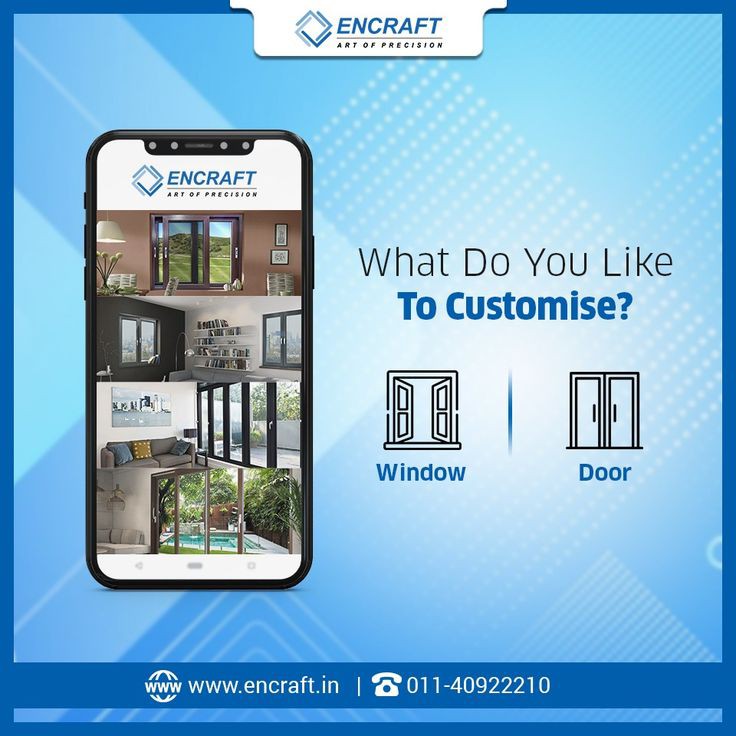 ENCRAFT
ART OF PRECISION
ENCRAFT
ART OF PRECISION
What Do You Like
To Customise?
Window
Door
www.encraft.in | 011-40922210